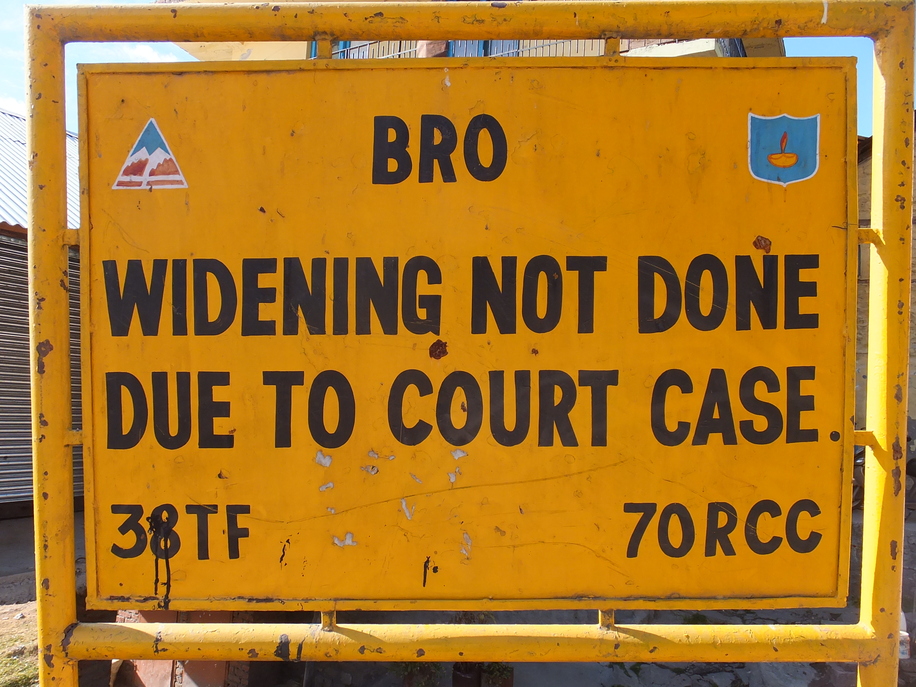 BRO
WIDENING NOT DONE
DUE TO COURT CASE.
38TF 70RCC